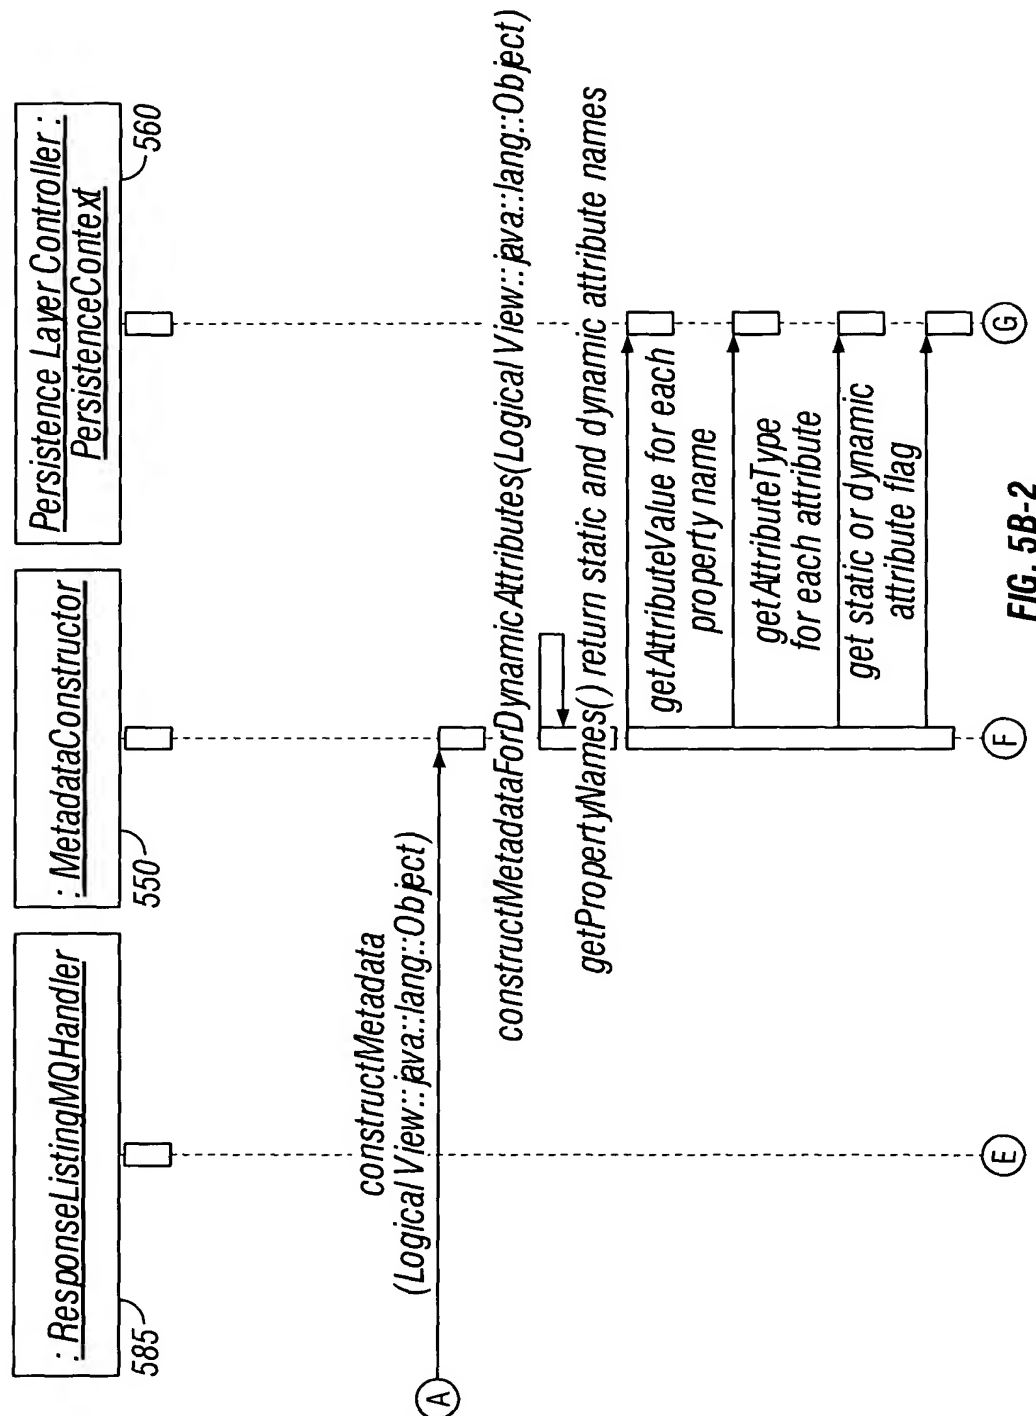 : ResponseListingMQHandler
585
: MetadataConstructor
550
Persistence Layer Controller :
PersistenceContext
560
A
constructMetadata
(Logical View::java::lang::Object)
constructMetadataForDynamicAttributes(Logical View::java::lang::Object)
getPropertyNames() return static and dynamic attribute names
getAttributeValue for each
property name
getAttributeType
for each attribute
get static or dynamic
attribute flag
E
F
G
FIG. 5B-2